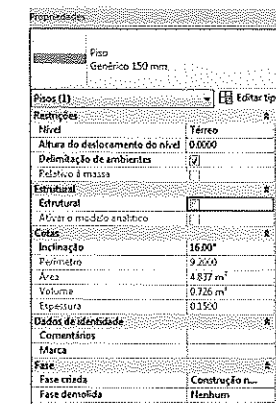 Propriedades
Piso
Genérico 150 mm
Pisos (1)
Editar tip
Restrições
Nível Térreo
Altura do deslocamento do nível 0.0000
Delimitação de ambientes
Relativo à massa
Estrutural
Estrutural
Ativar o modelo analítico
Cotas
Inclinação 16.00°
Perímetro 9.2000
Área 4.837 m²
Volume 0.726 m³
Espessura 0.1500
Dados de identidade
Comentários
Marca
Fase
Fase criada Construção n...
Fase demolida Nenhum